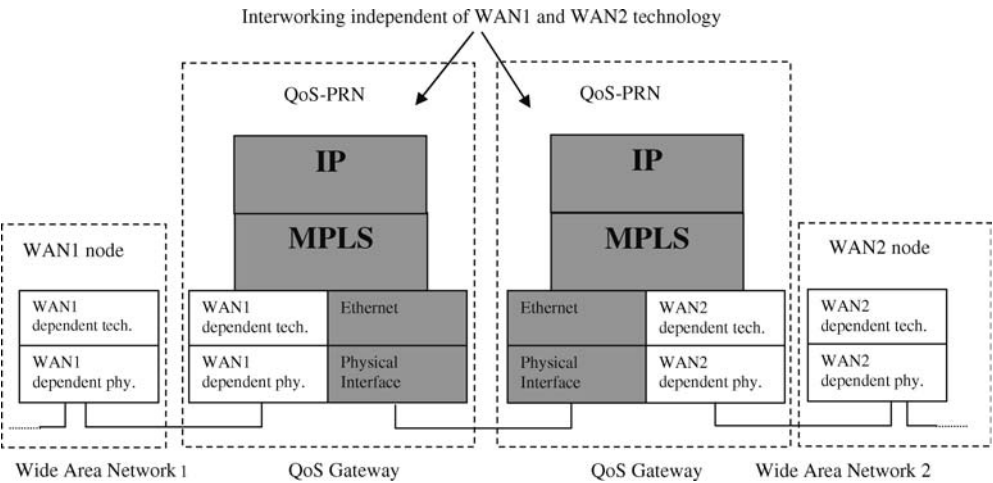 Interworking independent of WAN1 and WAN2 technology
QoS-PRN
QoS-PRN
IP
IP
MPLS
MPLS
WAN1 node
WAN2 node
WAN1
dependent tech.
WAN1
dependent tech.
Ethernet
Ethernet
WAN2
dependent tech.
WAN2
dependent tech.
WAN1
dependent phy.
WAN1
dependent phy.
Physical
Interface
Physical
Interface
WAN2
dependent phy.
WAN2
dependent phy.
Wide Area Network 1
QoS Gateway
QoS Gateway
Wide Area Network 2